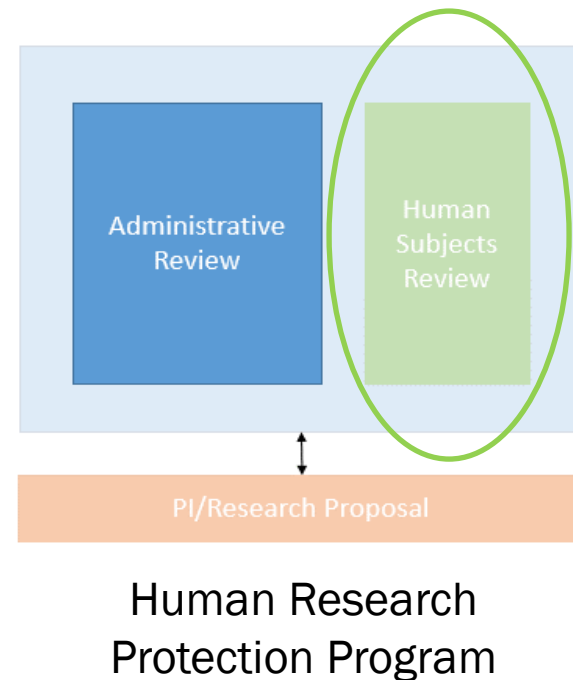 Administrative
Review
Human
Subjects
Review
PI/Research Proposal
Human Research
Protection Program